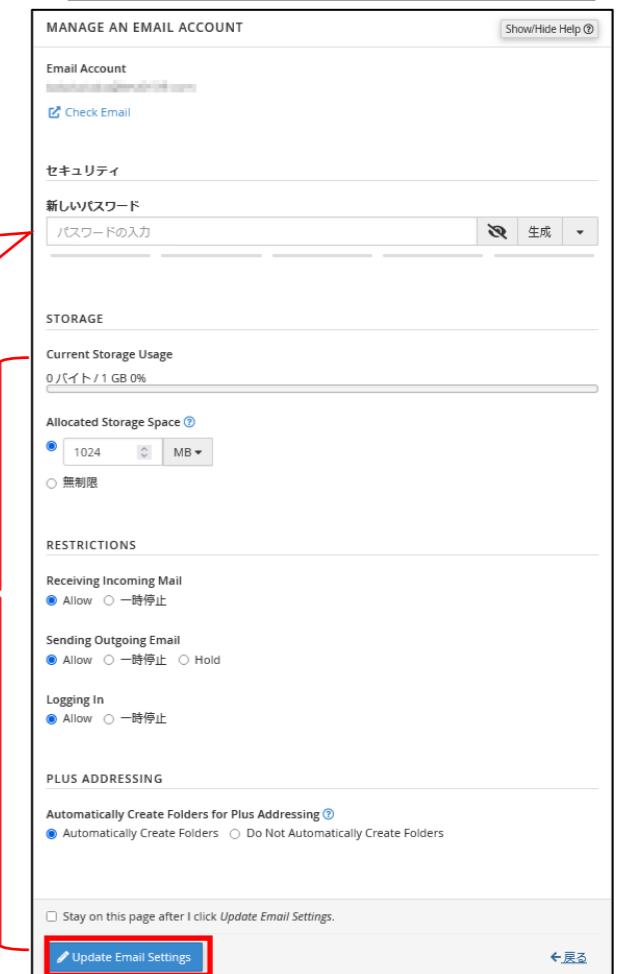 MANAGE AN EMAIL ACCOUNT
Show/Hide Help
Email Account
Check Email
セキュリティ
新しいパスワード
パスワードの入力
生成
STORAGE
Current Storage Usage
0 バイト / 1 GB 0%
Allocated Storage Space
1024 MB
無制限
RESTRICTIONS
Receiving Incoming Mail
Allow 一時停止
Sending Outgoing Email
Allow 一時停止 Hold
Logging In
Allow 一時停止
PLUS ADDRESSING
Automatically Create Folders for Plus Addressing
Automatically Create Folders Do Not Automatically Create Folders
Stay on this page after I click Update Email Settings.
Update Email Settings
戻る